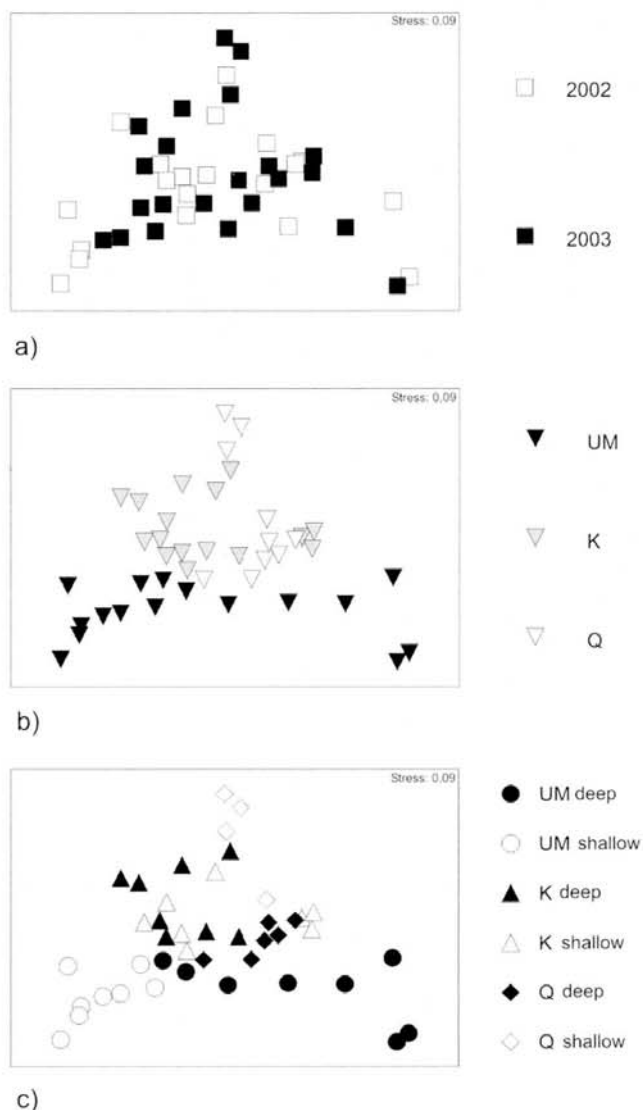 Stress: 0.09
2002
2003
a)
Stress: 0.09
UM
K
Q
b)
Stress: 0.09
UM deep
UM shallow
K deep
K shallow
Q deep
Q shallow
c)